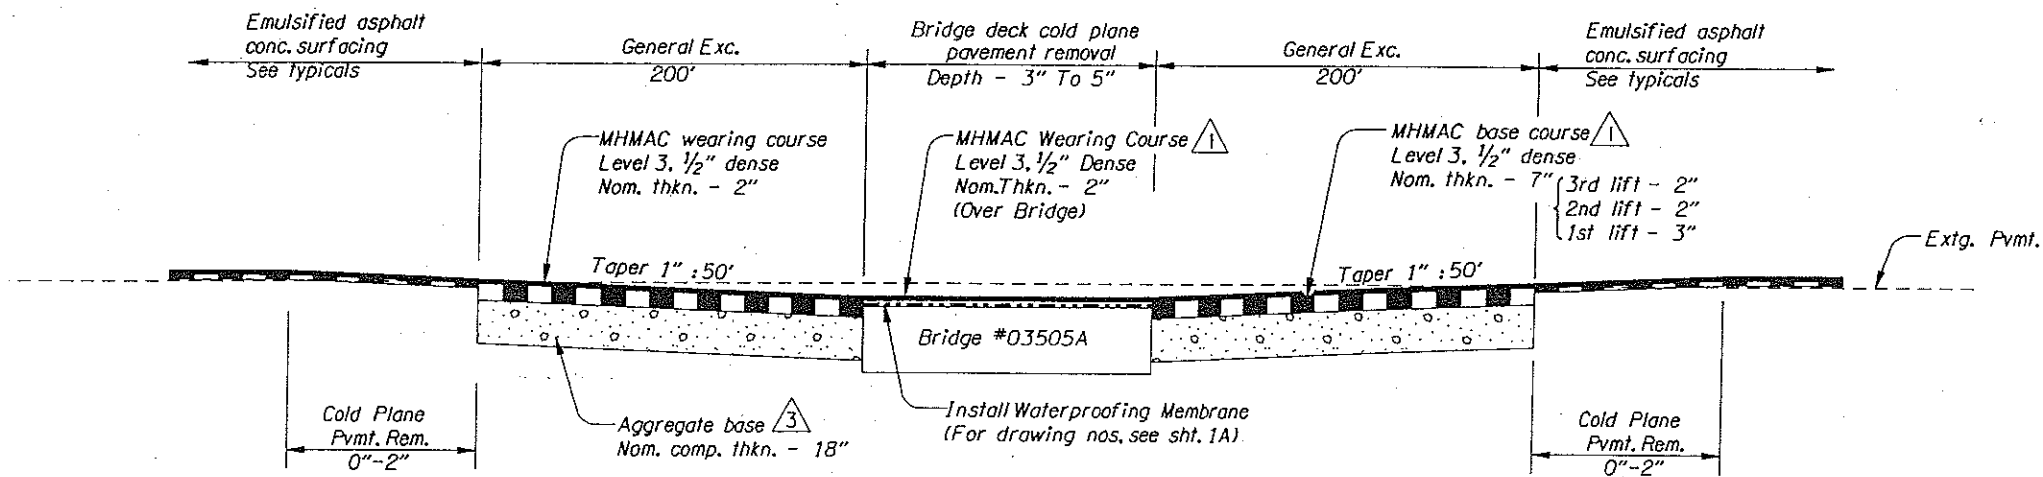 Emulsified asphalt
conc. surfacing
See typicals
General Exc.
200'
Bridge deck cold plane
pavement removal
Depth - 3" To 5"
General Exc.
200'
Emulsified asphalt
conc. surfacing
See typicals
MHMAC wearing course
Level 3, 1/2" dense
Nom. thkn. - 2"
MHMAC Wearing Course 1
Level 3, 1/2" Dense
Nom.Thkn. - 2"
(Over Bridge)
MHMAC base course 1
Level 3, 1/2" dense
Nom. thkn. - 7"
3rd lift - 2"
2nd lift - 2"
1st lift - 3"
Extg. Pvmt.
Taper 1" :50'
Taper 1" :50'
Bridge #03505A
Cold Plane
Pvmt. Rem.
0"-2"
Aggregate base 3
Nom. comp. thkn. - 18"
Install Waterproofing Membrane
(For drawing nos. see sht. 1A)
Cold Plane
Pvmt. Rem.
0"-2"